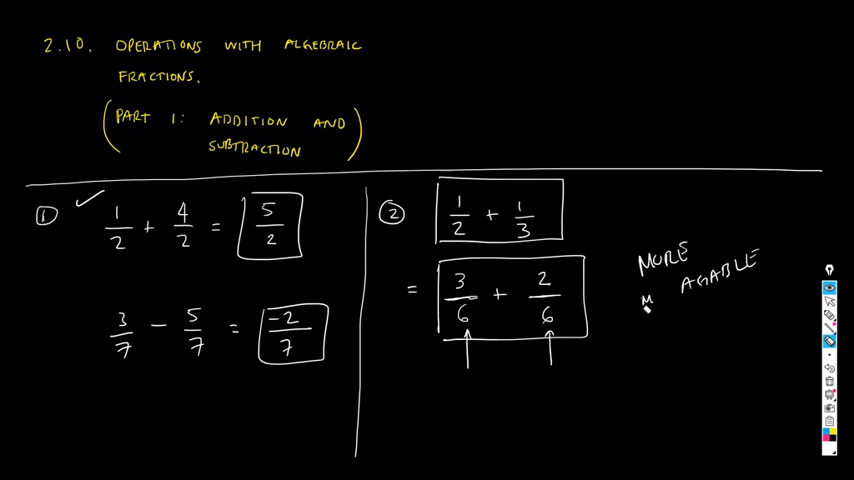 2.10. OPERATIONS WITH ALGEBRAIC
FRACTIONS.
(PART 1: ADDITION AND
SUBTRACTION)
① ✓ 1/2 + 4/2 = 5/2
3/7 − 5/7 = −2/7
② 1/2 + 1/3
= 3/6 + 2/6
MORE
AGABLE
M